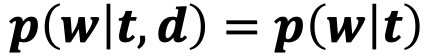 p(w|t, d) = p(w|t)